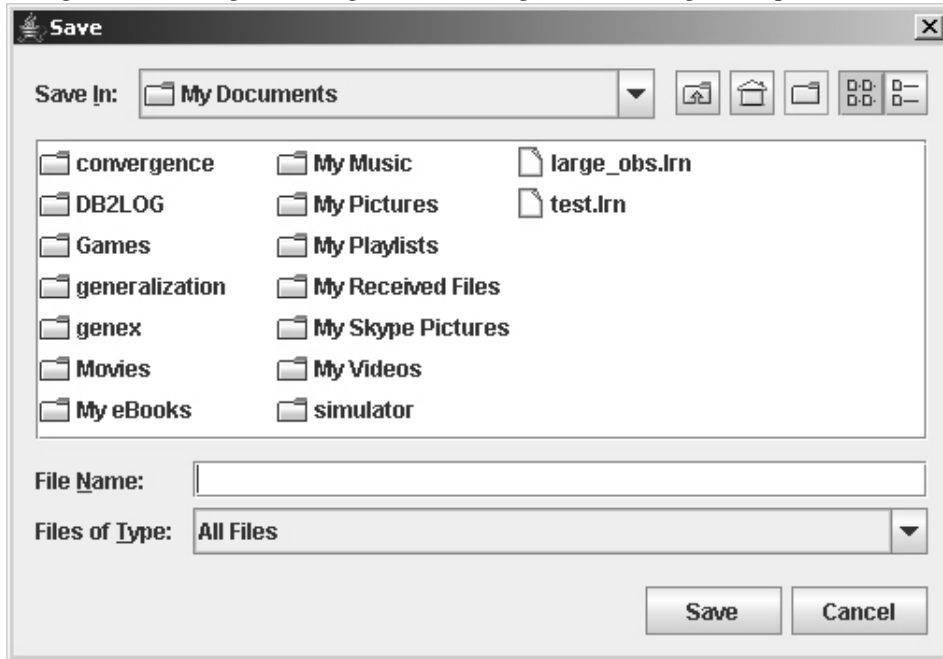 Save
Save In: My Documents
convergence My Music large_obs.lrn
DB2LOG My Pictures test.lrn
Games My Playlists
generalization My Received Files
genex My Skype Pictures
Movies My Videos
My eBooks simulator
File Name:
Files of Type: All Files
Save Cancel